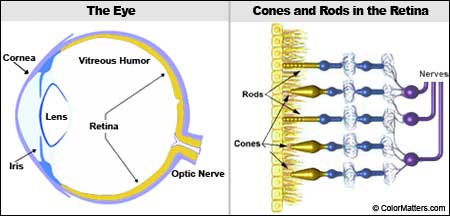 The Eye
Cornea
Vitreous Humor
Lens
Retina
Iris
Optic Nerve
Cones and Rods in the Retina
Nerves
Rods
Cones
© ColorMatters.com